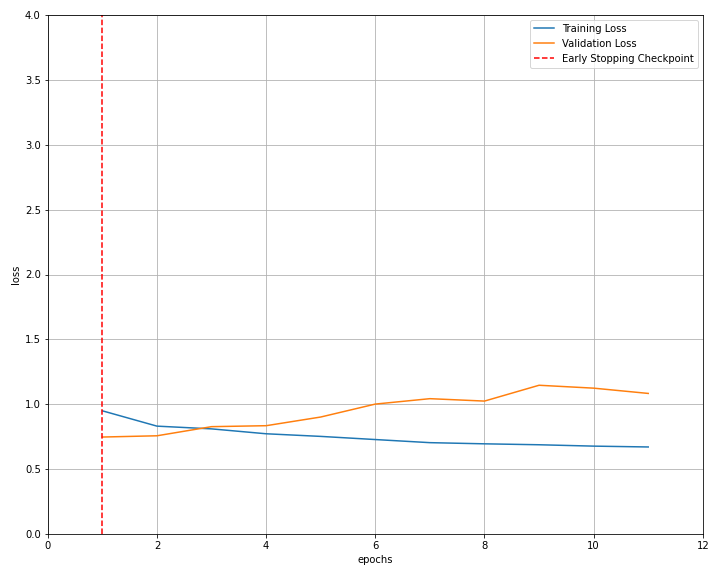 4.0
3.5
3.0
2.5
2.0
1.5
1.0
0.5
0.0
loss
0 2 4 6 8 10 12
epochs
Training Loss
Validation Loss
Early Stopping Checkpoint